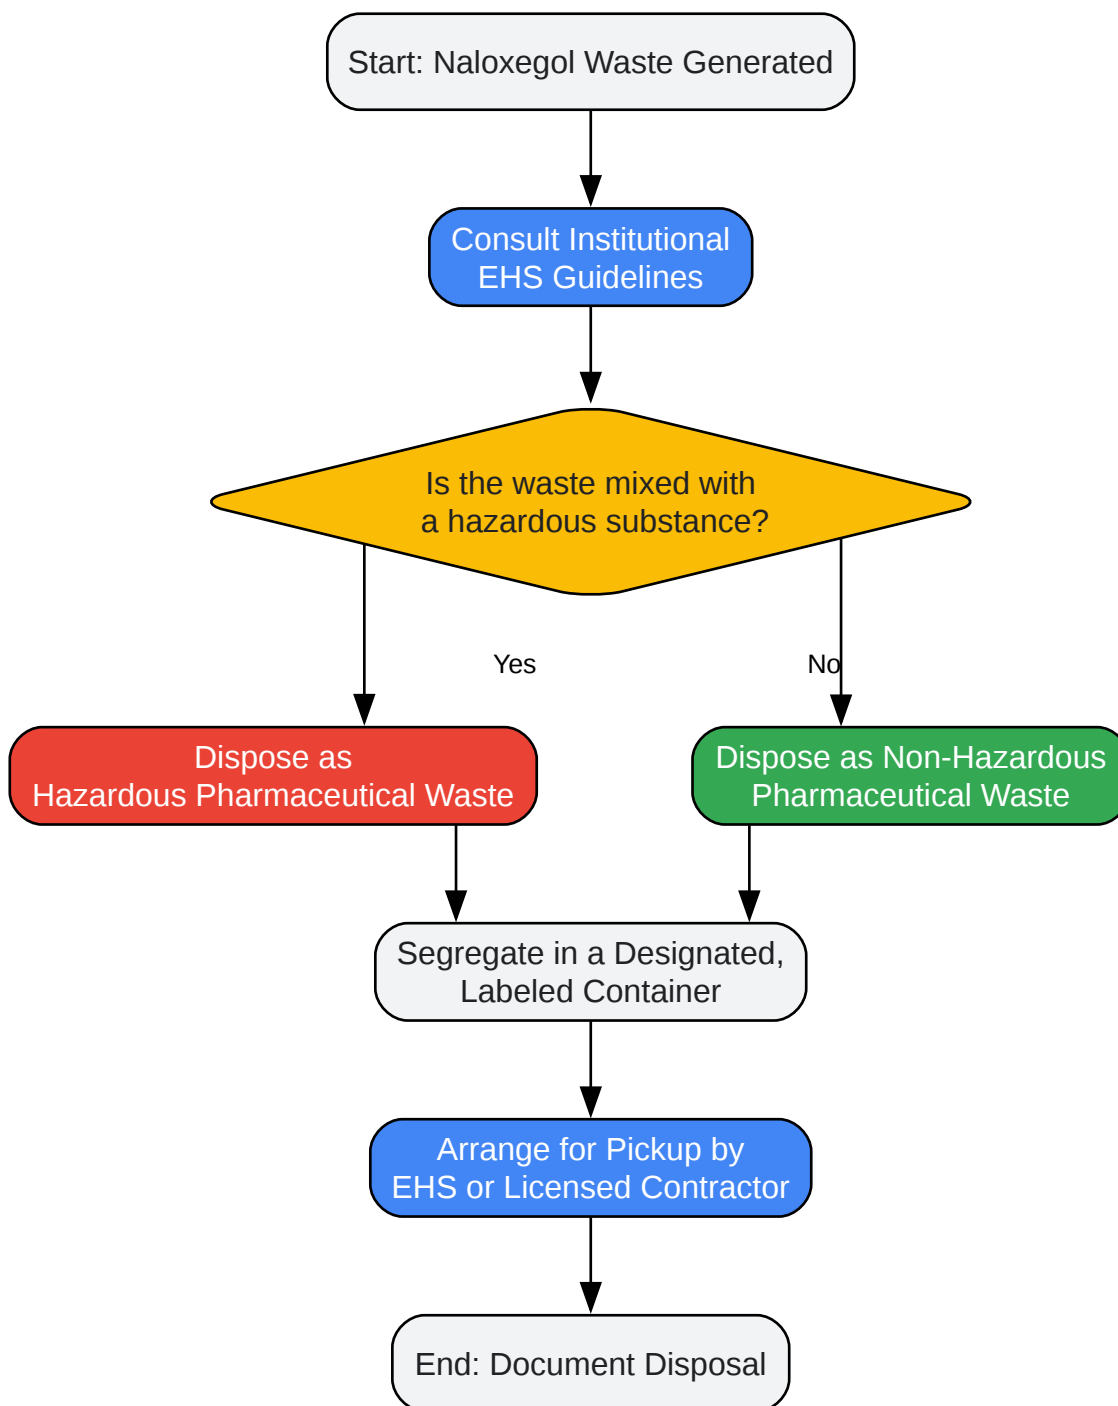 Start: Naloxegol Waste Generated
Consult Institutional
EHS Guidelines
Is the waste mixed with
a hazardous substance?
Yes
No
Dispose as
Hazardous Pharmaceutical Waste
Dispose as Non-Hazardous
Pharmaceutical Waste
Segregate in a Designated,
Labeled Container
Arrange for Pickup by
EHS or Licensed Contractor
End: Document Disposal